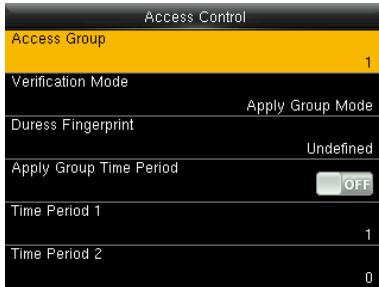 Access Control
Access Group
1
Verification Mode
Apply Group Mode
Duress Fingerprint
Undefined
Apply Group Time Period
OFF
Time Period 1
1
Time Period 2
0